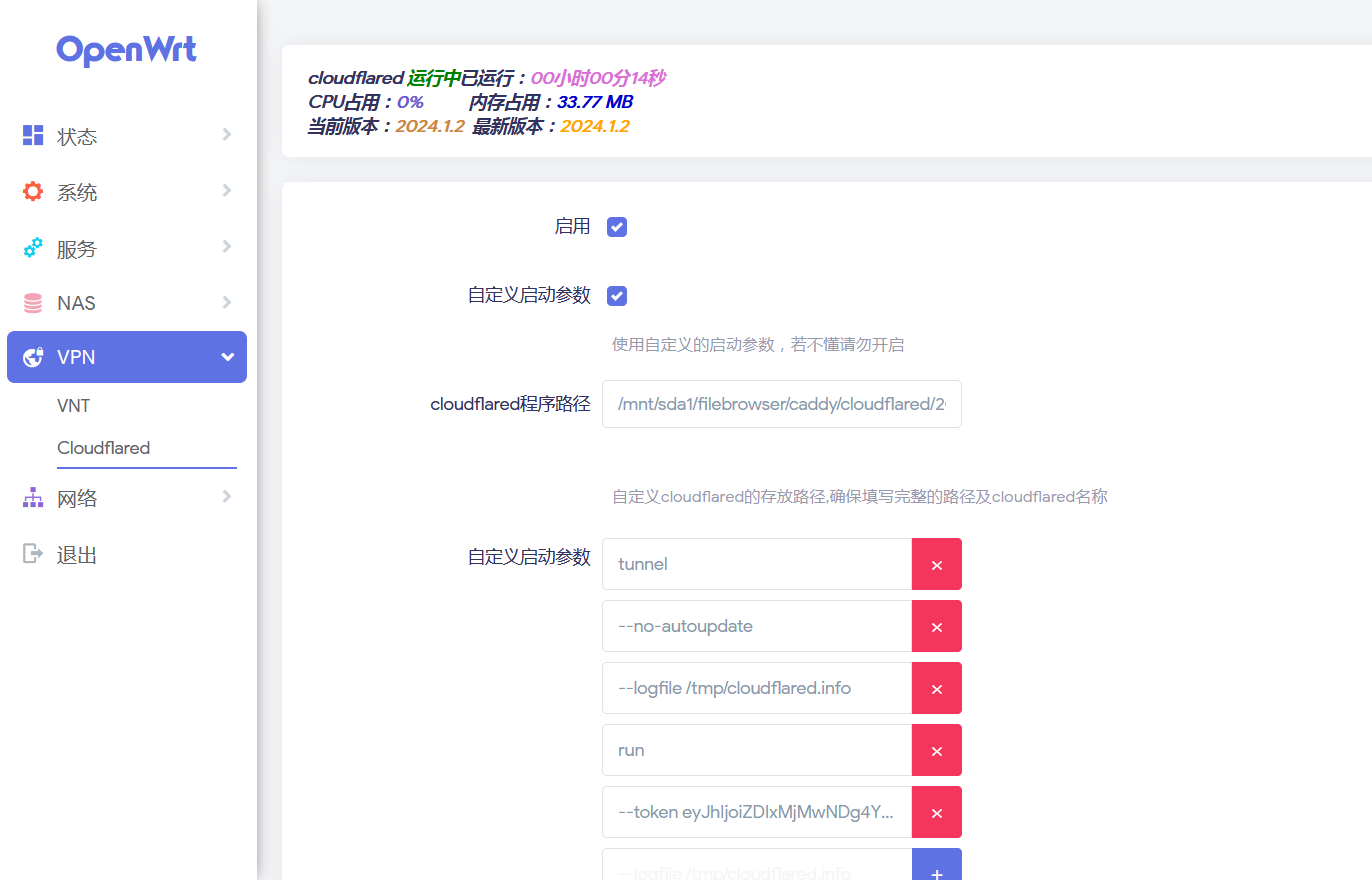 OpenWrt
状态
系统
服务
NAS
VPN
VNT
Cloudflared
网络
退出
cloudflared 运行中已运行：00小时00分14秒
CPU占用：0% 内存占用：33.77 MB
当前版本：2024.1.2 最新版本：2024.1.2
启用
自定义启动参数
使用自定义的启动参数，若不懂请勿开启
cloudflared程序路径 /mnt/sda1/filebrowser/caddy/cloudflared/2
自定义cloudflared的存放路径,确保填写完整的路径及cloudflared名称
自定义启动参数 tunnel ×
--no-autoupdate ×
--logfile /tmp/cloudflared.info ×
run ×
--token eyJhIjoiZDIxMjMwNDg4Y... ×
--logfile /tmp/cloudflared.info +